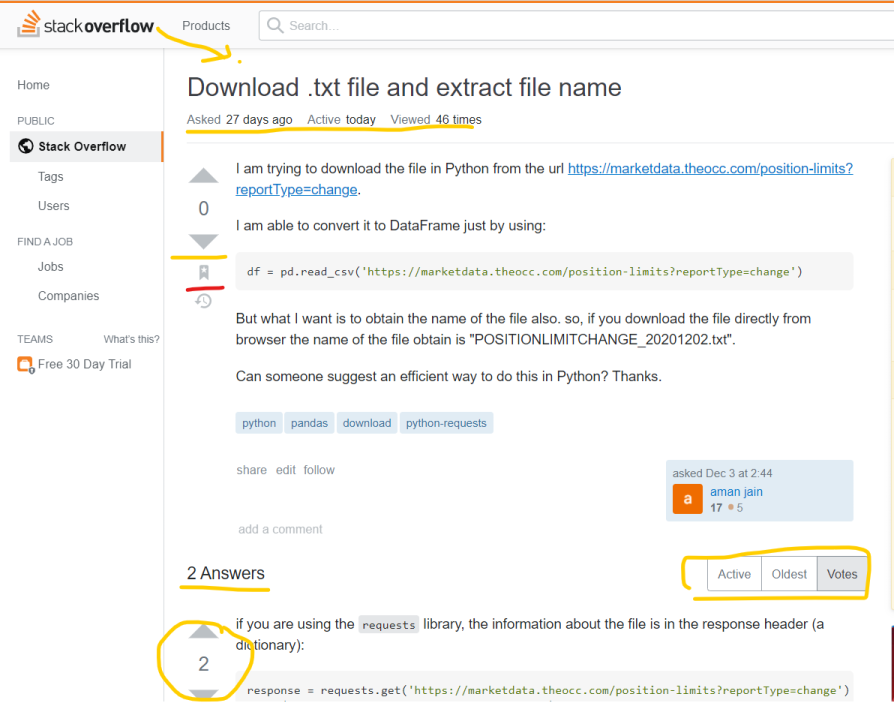 stackoverflow
Products
Search...
Home
PUBLIC
Stack Overflow
Tags
Users
FIND A JOB
Jobs
Companies
TEAMS
What's this?
Free 30 Day Trial
Download .txt file and extract file name
Asked 27 days ago Active today Viewed 46 times
0
I am trying to download the file in Python from the url https://marketdata.theocc.com/position-limits?
reportType=change.
I am able to convert it to DataFrame just by using:
df = pd.read_csv('https://marketdata.theocc.com/position-limits?reportType=change')
But what I want is to obtain the name of the file also. so, if you download the file directly from
browser the name of the file obtain is "POSITIONLIMITCHANGE_20201202.txt".
Can someone suggest an efficient way to do this in Python? Thanks.
python pandas download python-requests
share edit follow
asked Dec 3 at 2:44
a
aman jain
17 5
add a comment
2 Answers
Active Oldest Votes
2
if you are using the requests library, the information about the file is in the response header (a
dictionary):
response = requests.get('https://marketdata.theocc.com/position-limits?reportType=change')